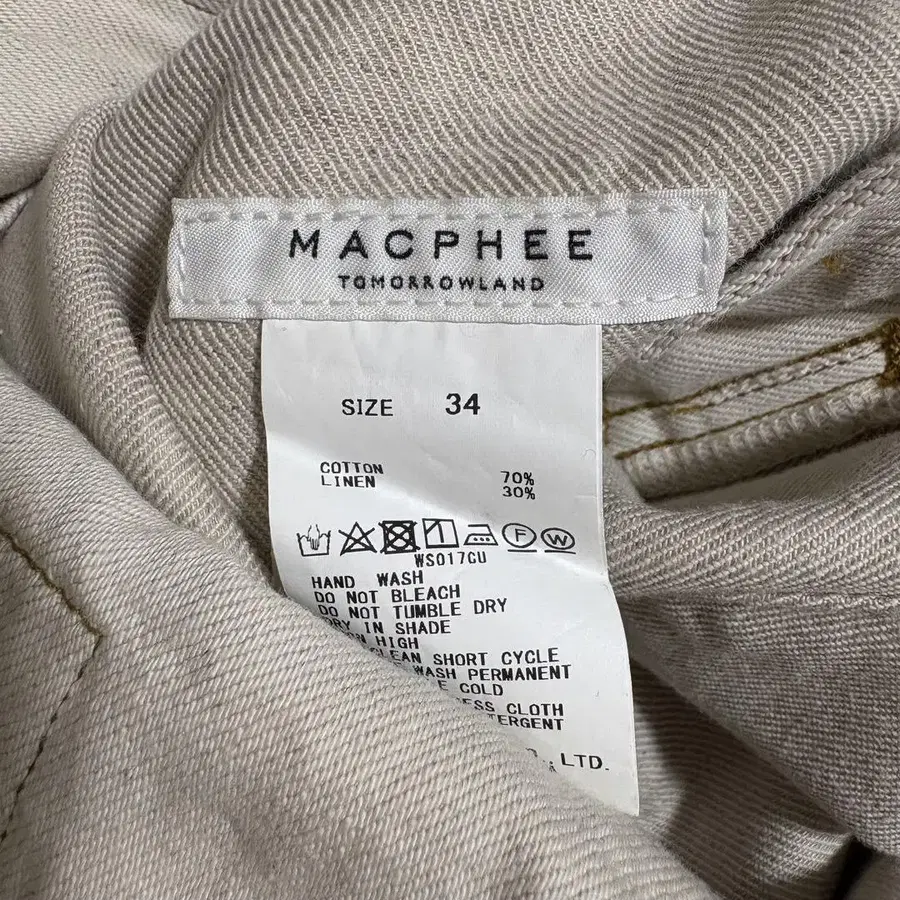 MACPHEE
TOMORROWLAND
SIZE 34
COTTON 70%
LINEN 30%
F W
WS017CU
HAND WASH
DO NOT BLEACH
DO NOT TUMBLE DRY
DRY IN SHADE
HIGH
CLEAN SHORT CYCLE
WASH PERMANENT
COLD
CLOTH
LTD.